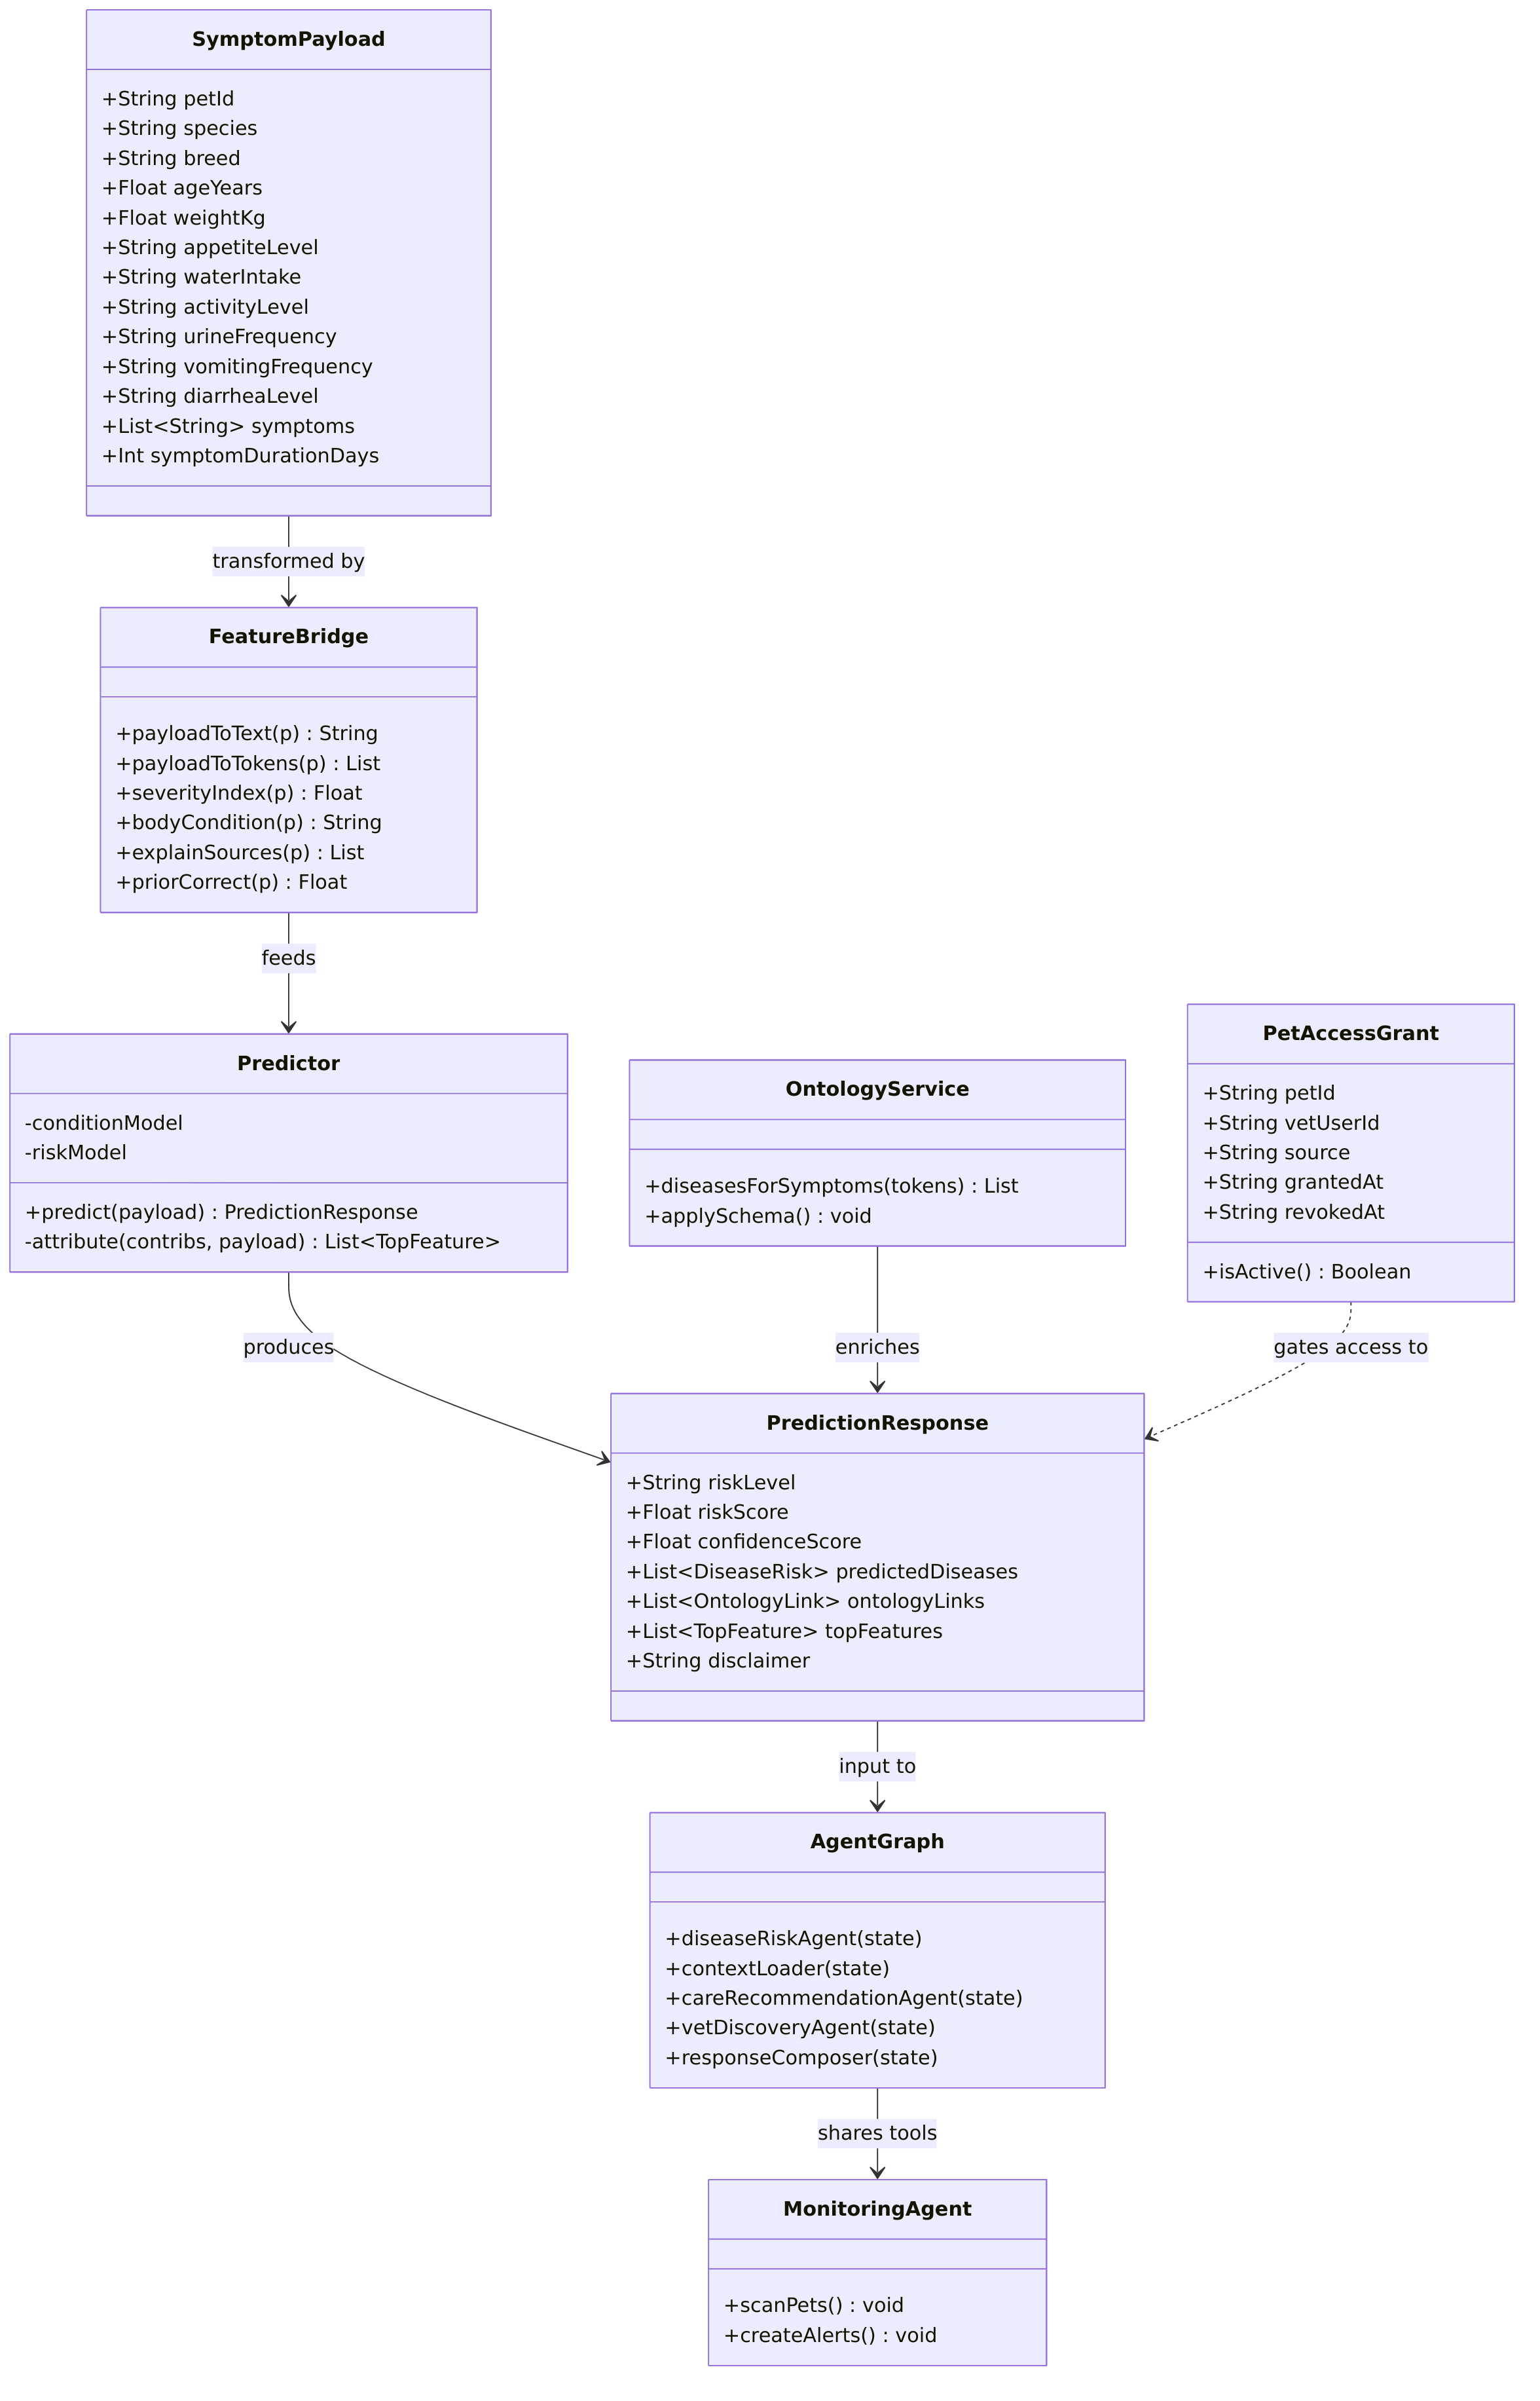 SymptomPayload
+String petId
+String species
+String breed
+Float ageYears
+Float weightKg
+String appetiteLevel
+String waterIntake
+String activityLevel
+String urineFrequency
+String vomitingFrequency
+String diarrheaLevel
+List<String> symptoms
+Int symptomDurationDays
transformed by
FeatureBridge
+payloadToText(p) : String
+payloadToTokens(p) : List
+severityIndex(p) : Float
+bodyCondition(p) : String
+explainSources(p) : List
+priorCorrect(p) : Float
feeds
Predictor
-conditionModel
-riskModel
+predict(payload) : PredictionResponse
-attribute(contribs, payload) : List<TopFeature>
OntologyService
+diseasesForSymptoms(tokens) : List
+applySchema() : void
PetAccessGrant
+String petId
+String vetUserId
+String source
+String grantedAt
+String revokedAt
+isActive() : Boolean
produces
enriches
gates access to
PredictionResponse
+String riskLevel
+Float riskScore
+Float confidenceScore
+List<DiseaseRisk> predictedDiseases
+List<OntologyLink> ontologyLinks
+List<TopFeature> topFeatures
+String disclaimer
input to
AgentGraph
+diseaseRiskAgent(state)
+contextLoader(state)
+careRecommendationAgent(state)
+vetDiscoveryAgent(state)
+responseComposer(state)
shares tools
MonitoringAgent
+scanPets() : void
+createAlerts() : void